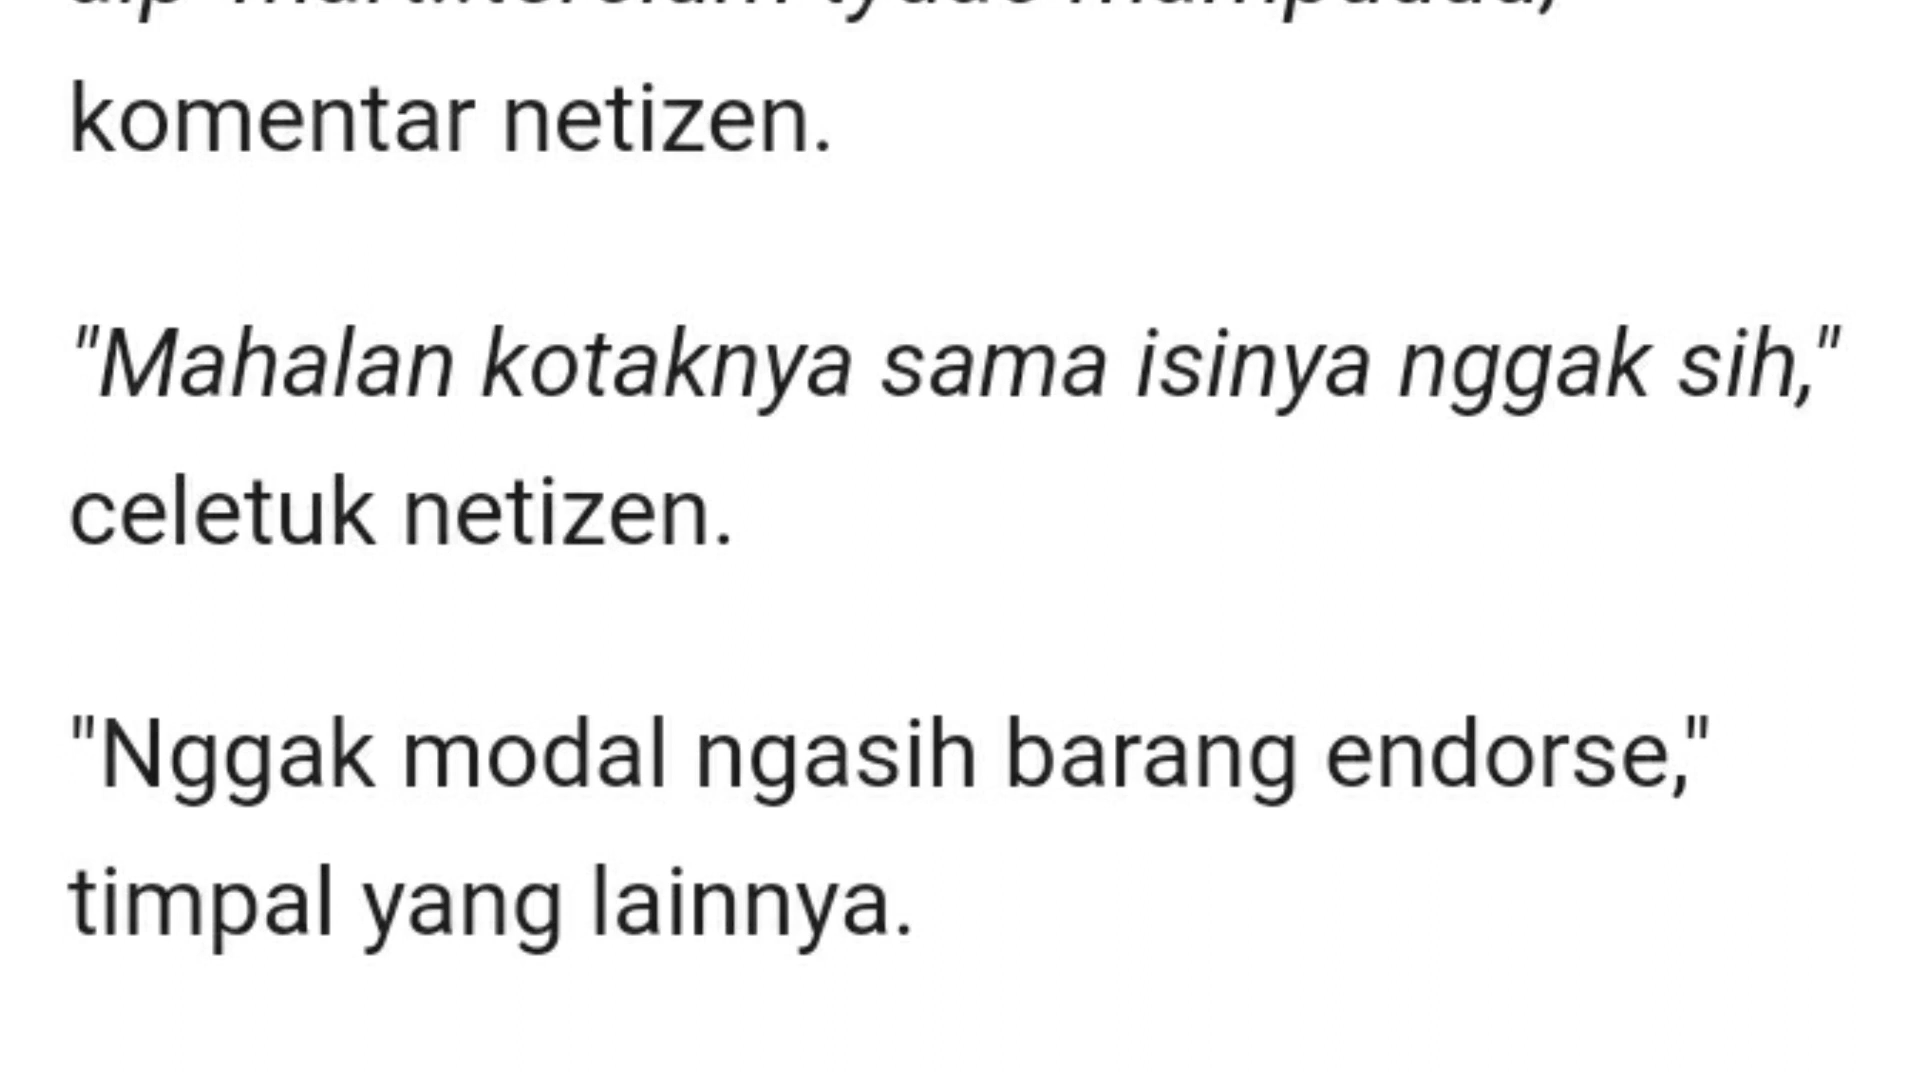 komentar netizen.
"Mahalan kotaknya sama isinya nggak sih,"
celetuk netizen.
"Nggak modal ngasih barang endorse,"
timpal yang lainnya.